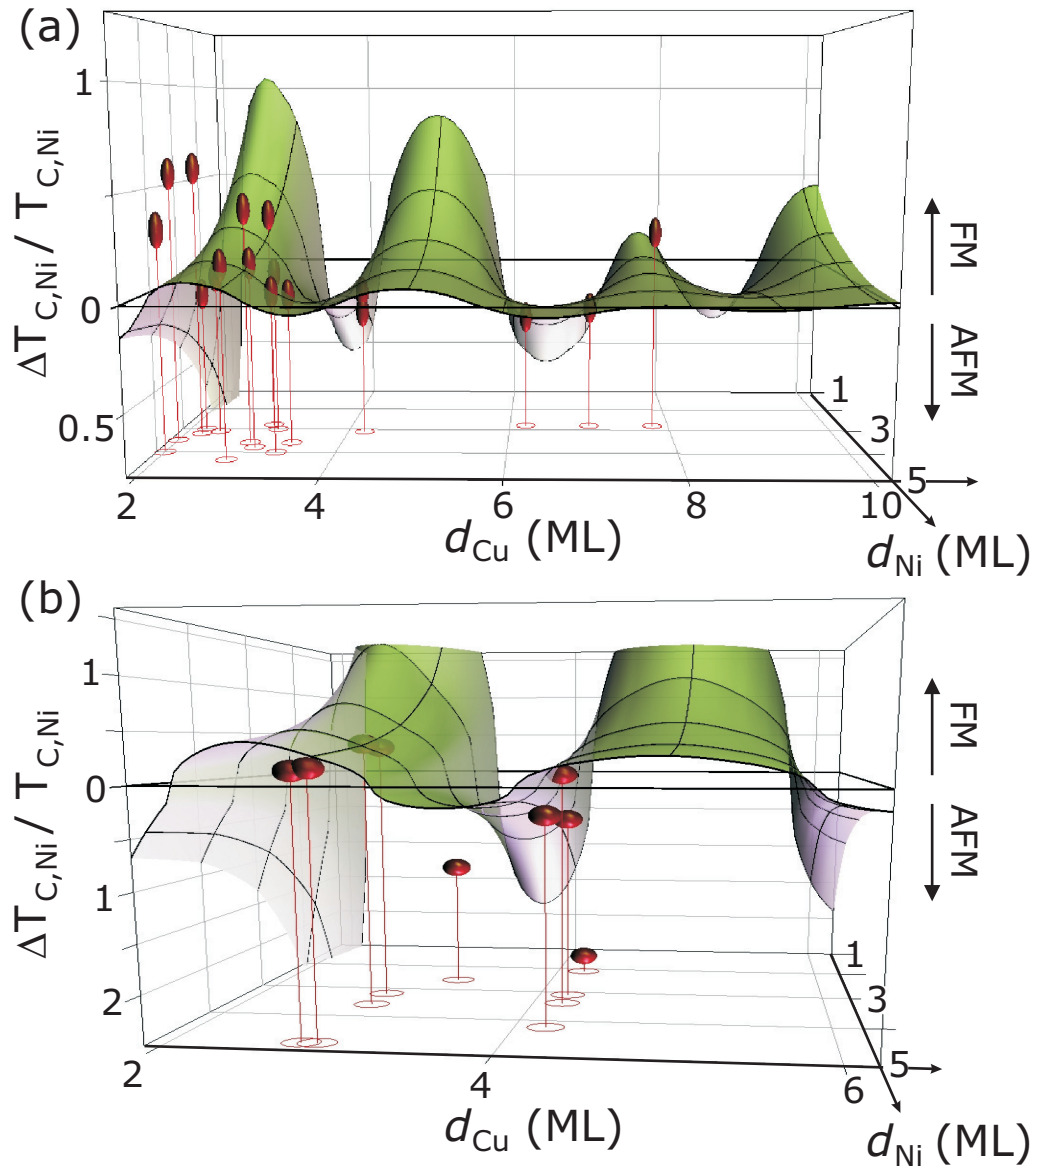 (a)
1
0
0.5
ΔT_C,Ni / T_C,Ni
FM
AFM
1
3
5
2
4
6
8
10
d_Cu (ML)
d_Ni (ML)
(b)
1
0
1
2
ΔT_C,Ni / T_C,Ni
FM
AFM
1
3
5
2
4
6
d_Cu (ML)
d_Ni (ML)